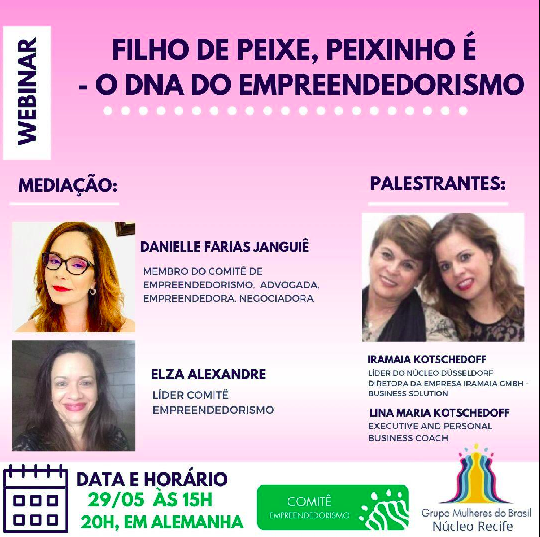 WEBINAR
FILHO DE PEIXE, PEIXINHO É
- O DNA DO EMPREENDEDORISMO
MEDIAÇÃO:
DANIELLE FARIAS JANGUIÊ
MEMBRO DO COMITÊ DE
EMPREENDEDORISMO, ADVOGADA,
EMPREENDEDORA, NEGOCIADORA
ELZA ALEXANDRE
LÍDER COMITÊ
EMPREENDEDORISMO
PALESTRANTES:
IRAMAIA KOTSCHEDOFF
LÍDER DO NÚCLEO DÜSSELDORF
DIRETORA DA EMPRESA IRAMAIA GMBH -
BUSINESS SOLUTION
LINA MARIA KOTSCHEDOFF
EXECUTIVE AND PERSONAL
BUSINESS COACH
DATA E HORÁRIO
29/05 ÀS 15H
20H, EM ALEMANHA
COMITÊ
EMPREENDEDORISMO
Grupo Mulheres do Brasil
Núcleo Recife